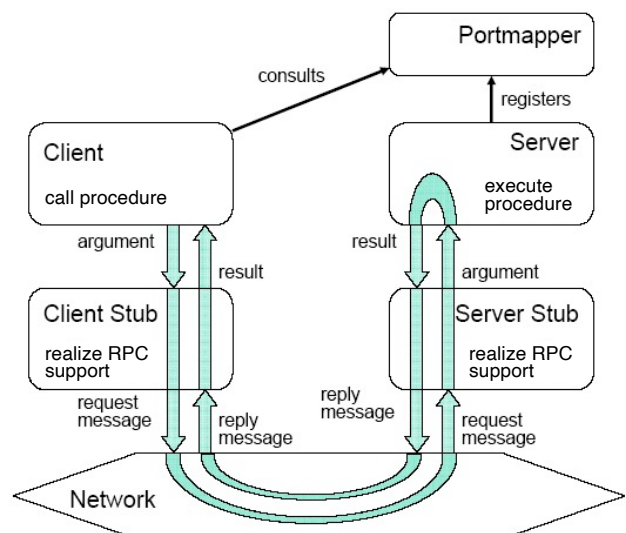 Portmapper
consults
registers
Client
call procedure
Server
execute
procedure
argument
result
result
argument
Client Stub
realize RPC
support
Server Stub
realize RPC
support
request
message
reply
message
reply
message
request
message
Network